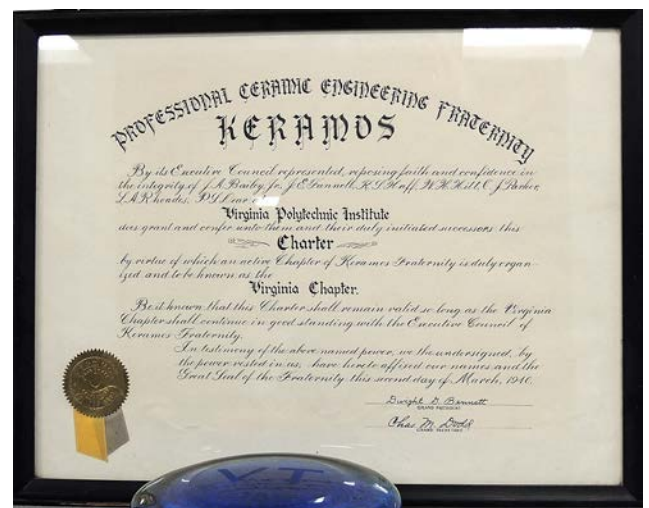 PROFESSIONAL CERAMIC ENGINEERING FRATERNITY
KERAMOS
By its Executive Council represented, reposing faith and confidence in
the integrity of J. A. Bailey, Jr., J. E. R. S. Huff, W. H. Hill, C. J. Parker,
L. A. Rhoades, P. S. Dear of
Virginia Polytechnic Institute
does grant and confer unto them and their duly initiated successors this
Charter
by virtue of which an active Chapter of Keramos Fraternity is duly organ-
ized and to be known as the
Virginia Chapter.
Be it known that this Charter shall remain valid so long as the Virginia
Chapter shall continue in good standing with the Executive Council of
Keramos Fraternity.
In testimony of the above named power, we the undersigned, by
the power vested in us, have hereto affixed our names and the
Great Seal of the Fraternity this second day of March, 1940.
Dwight G. Bennett
GRAND PRESIDENT
Chas M. Dodd
GRAND SECRETARY
VT